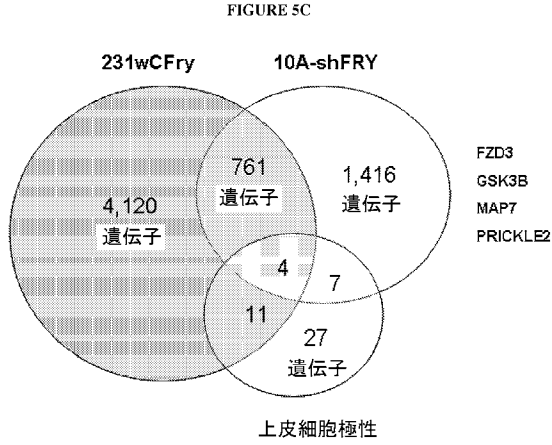 FIGURE 5C
231wCFry
10A-shFRY
761
遺伝子
1,416
遺伝子
4,120
遺伝子
FZD3
GSK3B
MAP7
PRICKLE2
4
7
11
27
遺伝子
上皮細胞極性